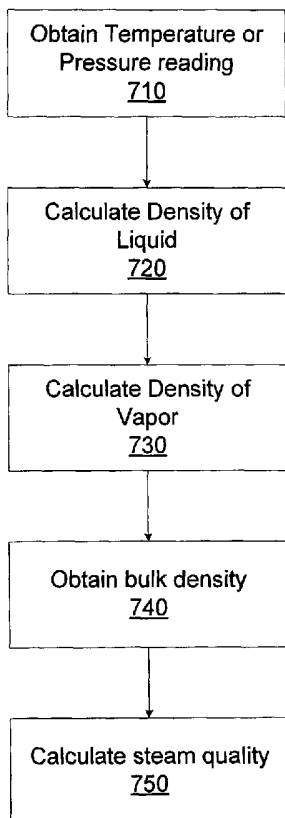 Obtain Temperature or
Pressure reading
710
Calculate Density of
Liquid
720
Calculate Density of
Vapor
730
Obtain bulk density
740
Calculate steam quality
750